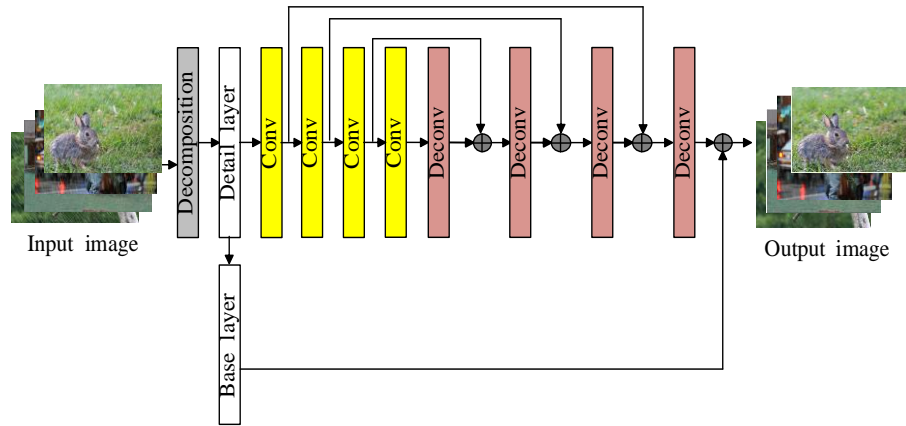 Input image
Decomposition
Detail layer
Base layer
Conv
Conv
Conv
Conv
Deconv
Deconv
Deconv
Deconv
Output image